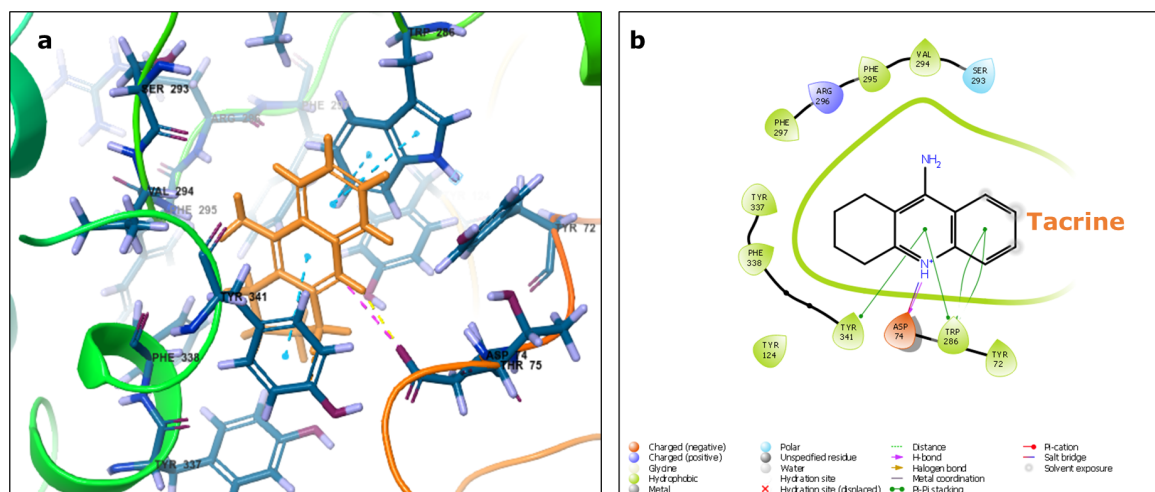 a
TRP 286
SER 293
ARG 296
VAL 294
PHE 295
TYR 72
TYR 341
PHE 338
ASP 74
THR 75
TYR 337
b
VAL
294
PHE
295
SER
293
ARG
296
PHE
297
NH2
TYR
337
Tacrine
PHE
338
N+
H
TYR
341
ASP
74
TRP
286
TYR
124
TYR
72
Charged (negative)
Charged (positive)
Glycine
Hydrophobic
Metal
Polar
Unspecified residue
Water
Hydration site
Hydration site (displaced)
Distance
H-bond
Halogen bond
Metal coordination
Pi-Pi stacking
Pi-cation
Salt bridge
Solvent exposure